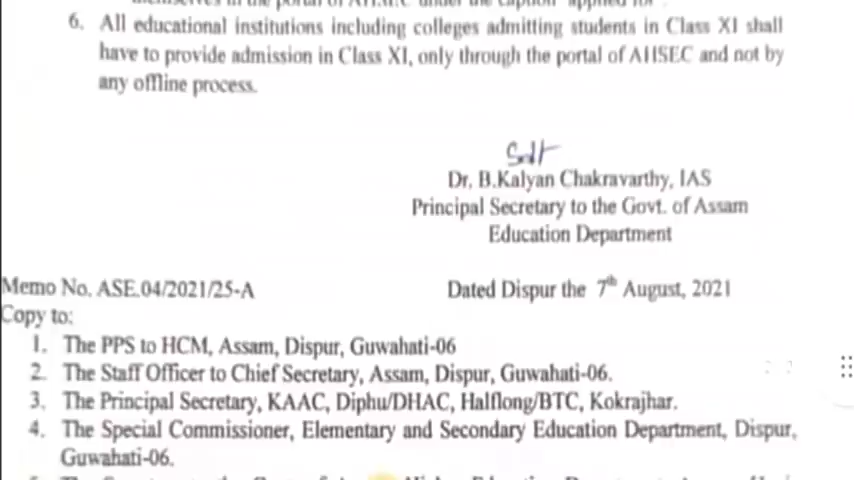 6. All educational institutions including colleges admitting students in Class XI shall
have to provide admission in Class XI, only through the portal of AHSEC and not by
any offline process.
Sd/-
Dr. B.Kalyan Chakravarthy, IAS
Principal Secretary to the Govt. of Assam
Education Department
Memo No. ASE.04/2021/25-A Dated Dispur the 7th August, 2021
Copy to:
1. The PPS to HCM, Assam, Dispur, Guwahati-06
2. The Staff Officer to Chief Secretary, Assam, Dispur, Guwahati-06.
3. The Principal Secretary, KAAC, Diphu/DHAC, Halflong/BTC, Kokrajhar.
4. The Special Commissioner, Elementary and Secondary Education Department, Dispur,
Guwahati-06.